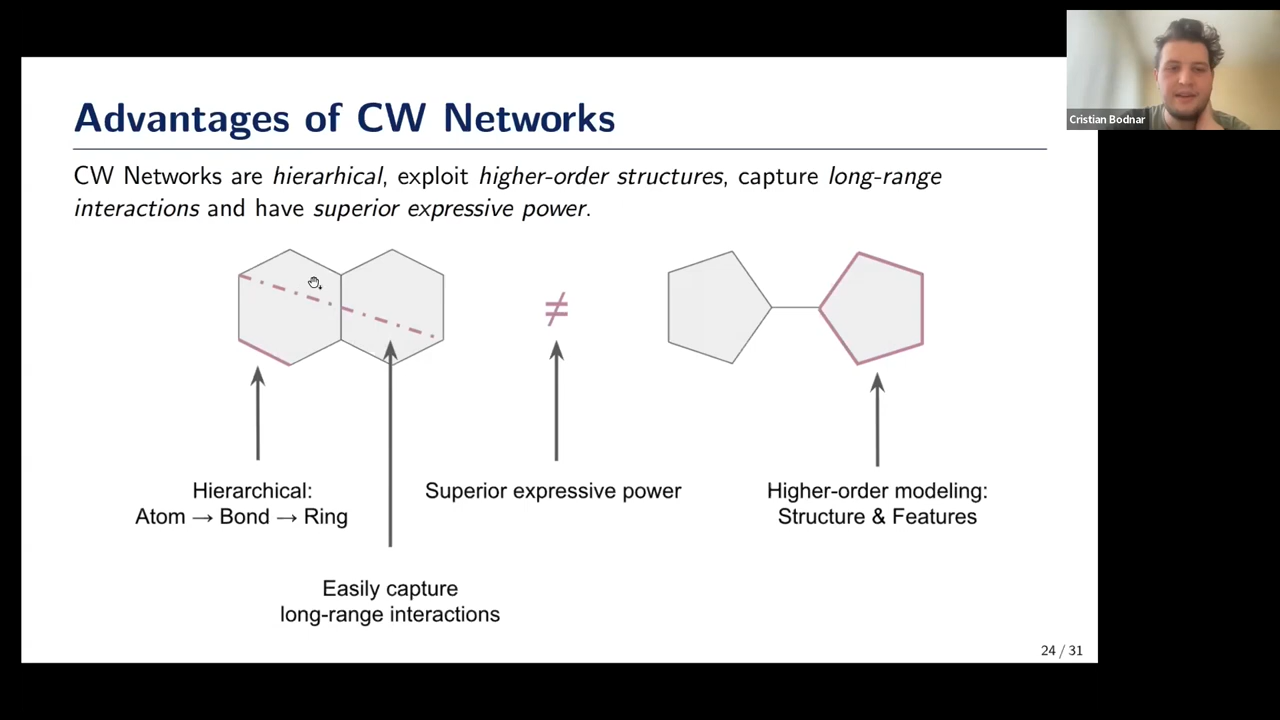 Cristian Bodnar
Advantages of CW Networks
CW Networks are hierarhical, exploit higher-order structures, capture long-range
interactions and have superior expressive power.
≠
Hierarchical:
Atom → Bond → Ring
Easily capture
long-range interactions
Superior expressive power
Higher-order modeling:
Structure & Features
24 / 31